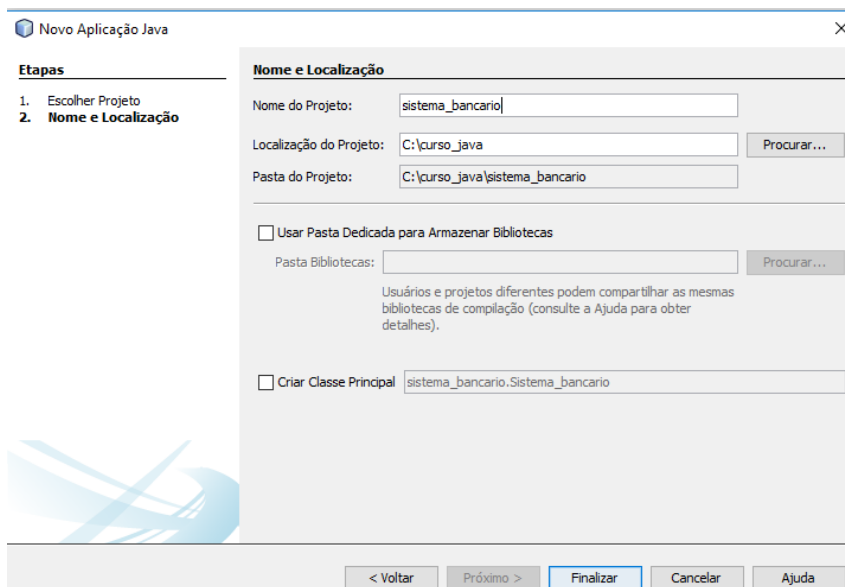 Novo Aplicação Java
Etapas
1. Escolher Projeto
2. Nome e Localização
Nome e Localização
Nome do Projeto: sistema_bancario
Localização do Projeto: C:\curso_java Procurar...
Pasta do Projeto: C:\curso_java\sistema_bancario
Usar Pasta Dedicada para Armazenar Bibliotecas
Pasta Bibliotecas: Procurar...
Usuários e projetos diferentes podem compartilhar as mesmas
bibliotecas de compilação (consulte a Ajuda para obter
detalhes).
Criar Classe Principal sistema_bancario.Sistema_bancario
< Voltar Próximo > Finalizar Cancelar Ajuda